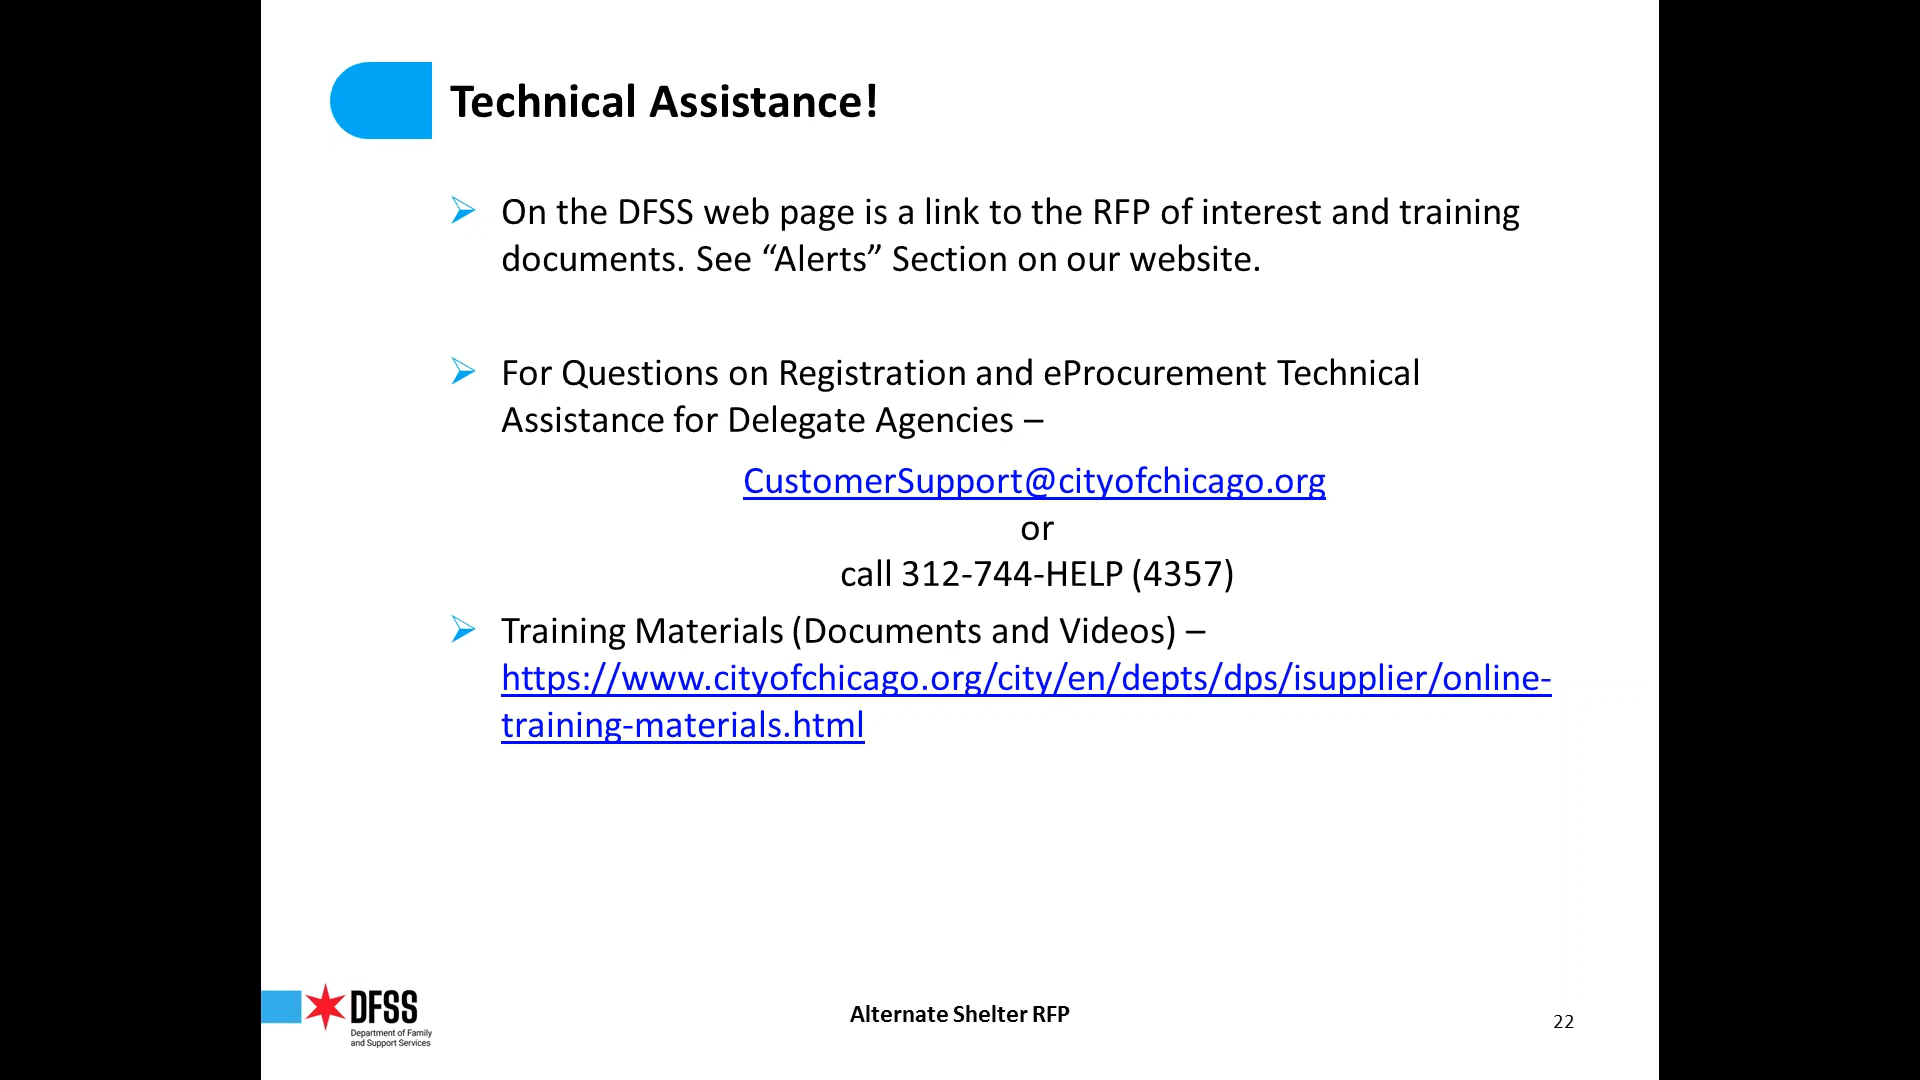 Technical Assistance!
On the DFSS web page is a link to the RFP of interest and training
documents. See “Alerts” Section on our website.
For Questions on Registration and eProcurement Technical
Assistance for Delegate Agencies –
CustomerSupport@cityofchicago.org
or
call 312-744-HELP (4357)
Training Materials (Documents and Videos) –
https://www.cityofchicago.org/city/en/depts/dps/isupplier/online-
training-materials.html
DFSS
Department of Family
and Support Services
Alternate Shelter RFP
22